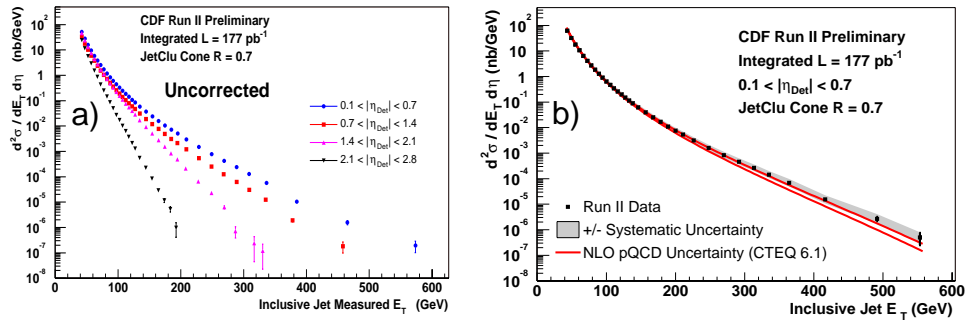 CDF Run II Preliminary
Integrated L = 177 pb⁻¹
JetClu Cone R = 0.7
Uncorrected
a)
0.1 < |η_Det| < 0.7
0.7 < |η_Det| < 1.4
1.4 < |η_Det| < 2.1
2.1 < |η_Det| < 2.8
d²σ / dE_T dη (nb/GeV)
10²
10
1
10⁻¹
10⁻²
10⁻³
10⁻⁴
10⁻⁵
10⁻⁶
10⁻⁷
10⁻⁸
0 100 200 300 400 500 600
Inclusive Jet Measured E_T (GeV)
CDF Run II Preliminary
Integrated L = 177 pb⁻¹
0.1 < |η_Det| < 0.7
JetClu Cone R = 0.7
b)
Run II Data
+/- Systematic Uncertainty
NLO pQCD Uncertainty (CTEQ 6.1)
d²σ / dE_T dη (nb/GeV)
10²
10
1
10⁻¹
10⁻²
10⁻³
10⁻⁴
10⁻⁵
10⁻⁶
10⁻⁷
10⁻⁸
0 100 200 300 400 500 600
Inclusive Jet E_T (GeV)